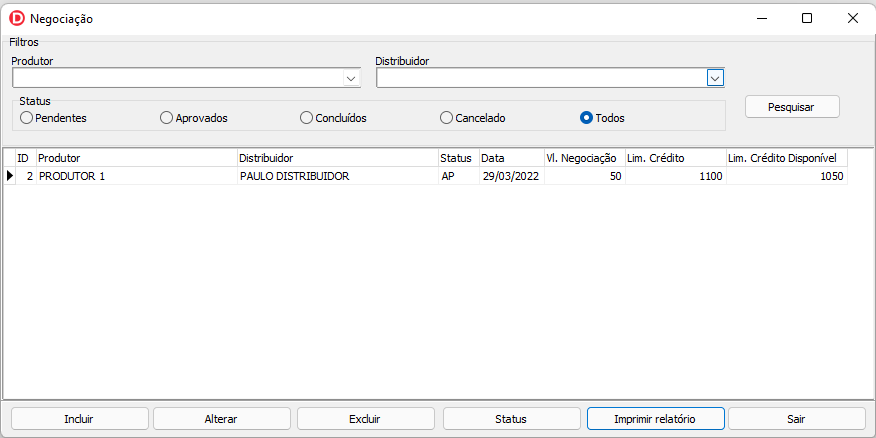 D Negociação
Filtros
Produtor Distribuidor
Status
Pendentes Aprovados Concluídos Cancelado Todos
Pesquisar
ID Produtor Distribuidor Status Data Vl. Negociação Lim. Crédito Lim. Crédito Disponível
2 PRODUTOR 1 PAULO DISTRIBUIDOR AP 29/03/2022 50 1100 1050
Incluir Alterar Excluir Status Imprimir relatório Sair